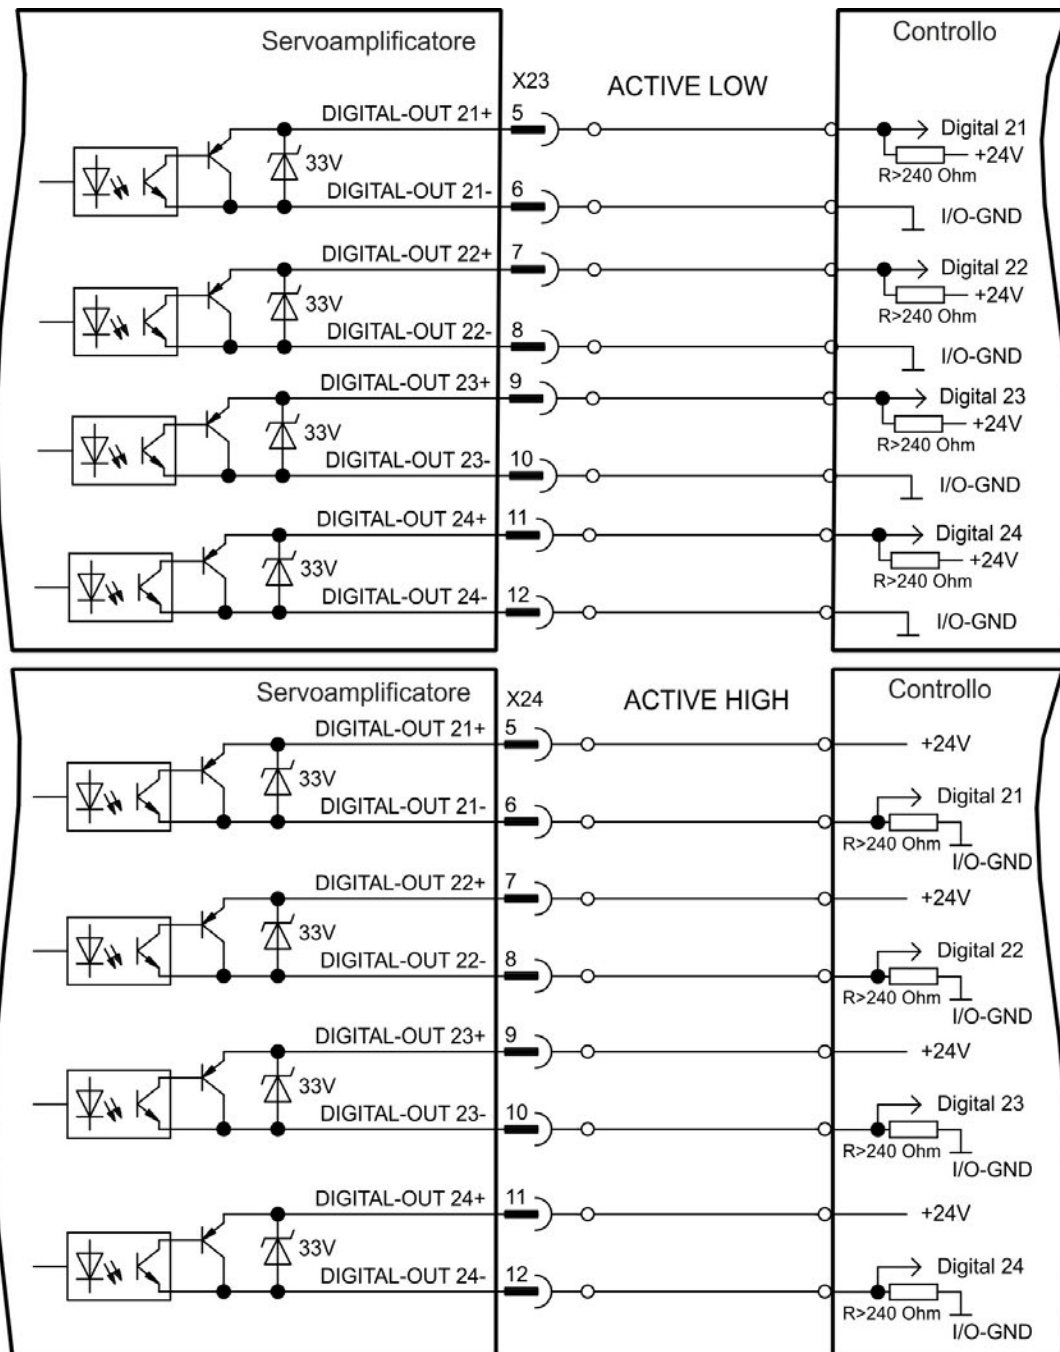 Servoamplificatore
Controllo
X23
ACTIVE LOW
DIGITAL-OUT 21+
5
Digital 21
33V
+24V
R>240 Ohm
DIGITAL-OUT 21-
6
I/O-GND
DIGITAL-OUT 22+
7
Digital 22
33V
+24V
R>240 Ohm
DIGITAL-OUT 22-
8
I/O-GND
DIGITAL-OUT 23+
9
Digital 23
33V
+24V
R>240 Ohm
DIGITAL-OUT 23-
10
I/O-GND
DIGITAL-OUT 24+
11
Digital 24
33V
+24V
R>240 Ohm
DIGITAL-OUT 24-
12
I/O-GND
Servoamplificatore
Controllo
X24
ACTIVE HIGH
DIGITAL-OUT 21+
5
+24V
33V
Digital 21
DIGITAL-OUT 21-
6
R>240 Ohm
I/O-GND
DIGITAL-OUT 22+
7
+24V
33V
Digital 22
DIGITAL-OUT 22-
8
R>240 Ohm
I/O-GND
DIGITAL-OUT 23+
9
+24V
33V
Digital 23
DIGITAL-OUT 23-
10
R>240 Ohm
I/O-GND
DIGITAL-OUT 24+
11
+24V
33V
Digital 24
DIGITAL-OUT 24-
12
R>240 Ohm
I/O-GND